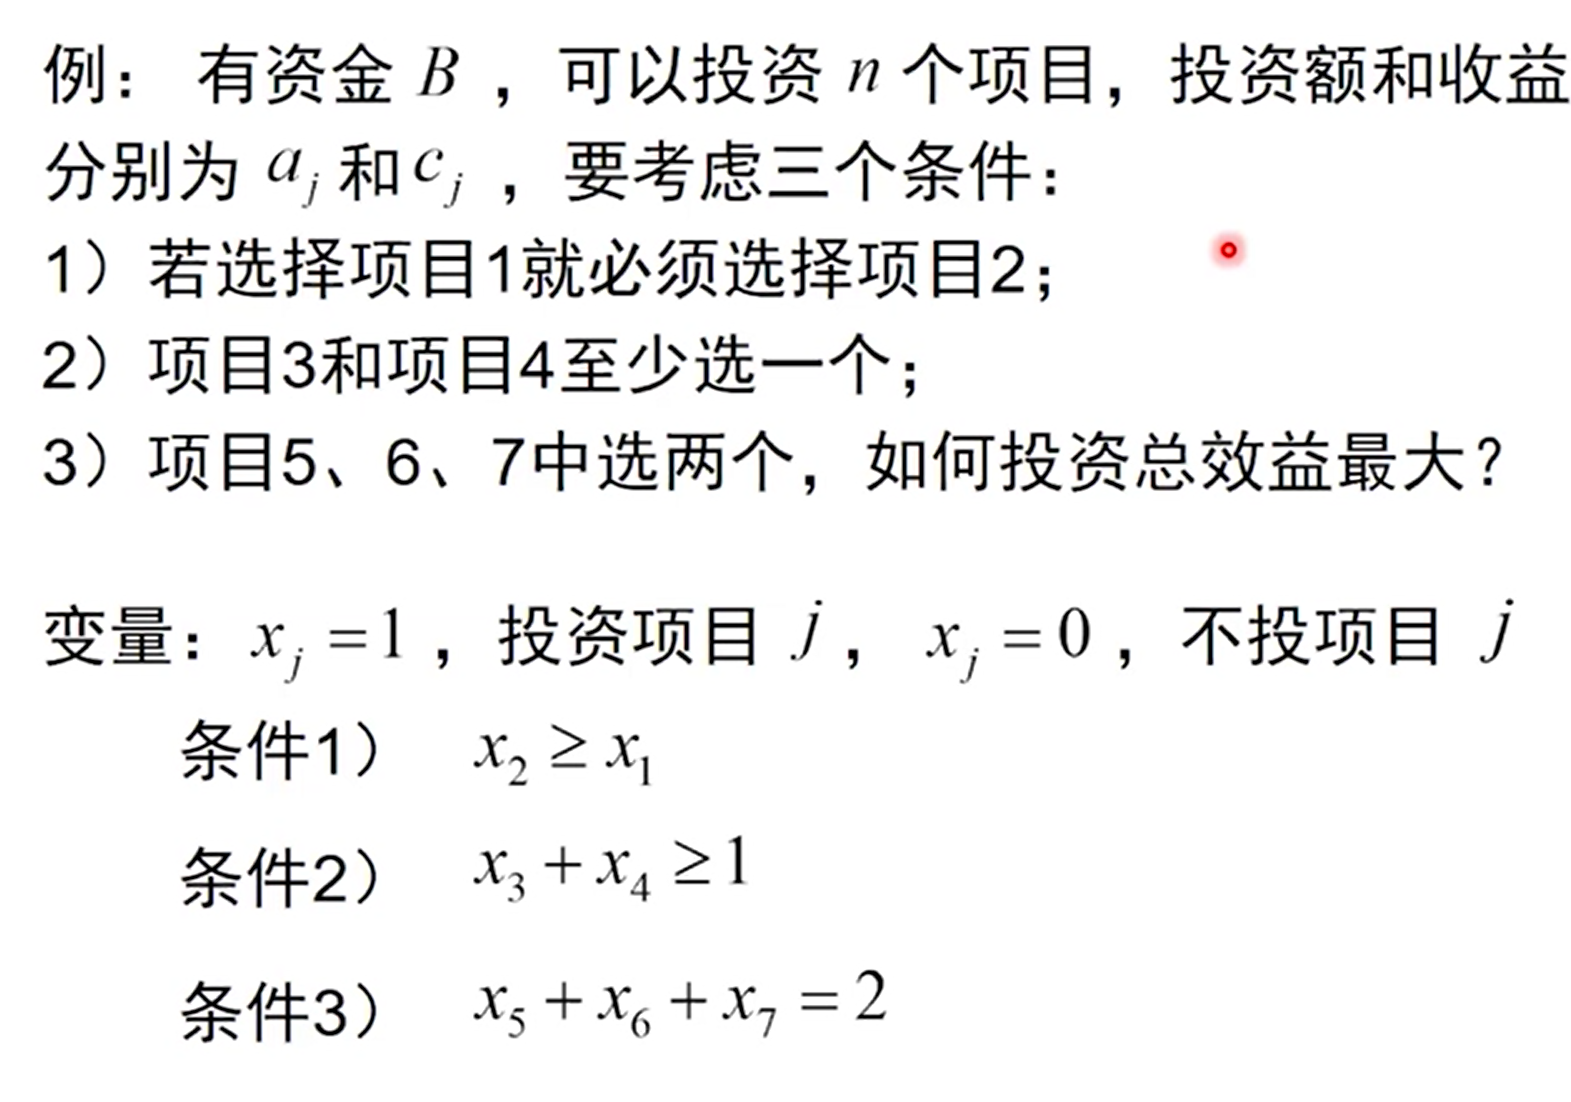 例： 有资金 B ，可以投资 n 个项目，投资额和收益
分别为 a_j 和 c_j ，要考虑三个条件：
1）若选择项目1就必须选择项目2；
2）项目3和项目4至少选一个；
3）项目5、6、7中选两个，如何投资总效益最大？
变量： x_j = 1 ，投资项目 j ， x_j = 0 ，不投项目 j
条件1） x_2 ≥ x_1
条件2） x_3 + x_4 ≥ 1
条件3） x_5 + x_6 + x_7 = 2